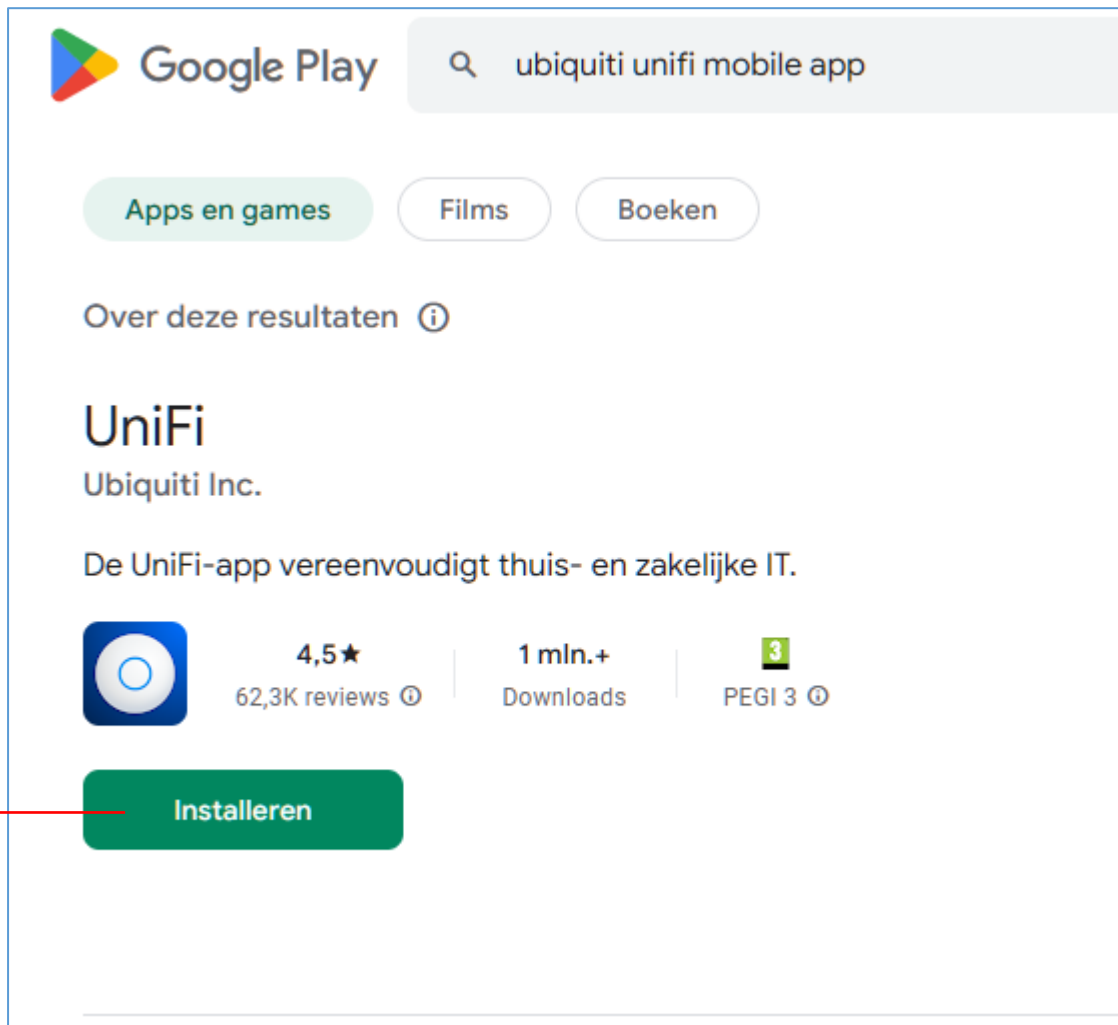 Google Play
ubiquiti unifi mobile app
Apps en games
Films
Boeken
Over deze resultaten
UniFi
Ubiquiti Inc.
De UniFi-app vereenvoudigt thuis- en zakelijke IT.
4,5★
62,3K reviews
1 mln.+
Downloads
3
PEGI 3
Installeren